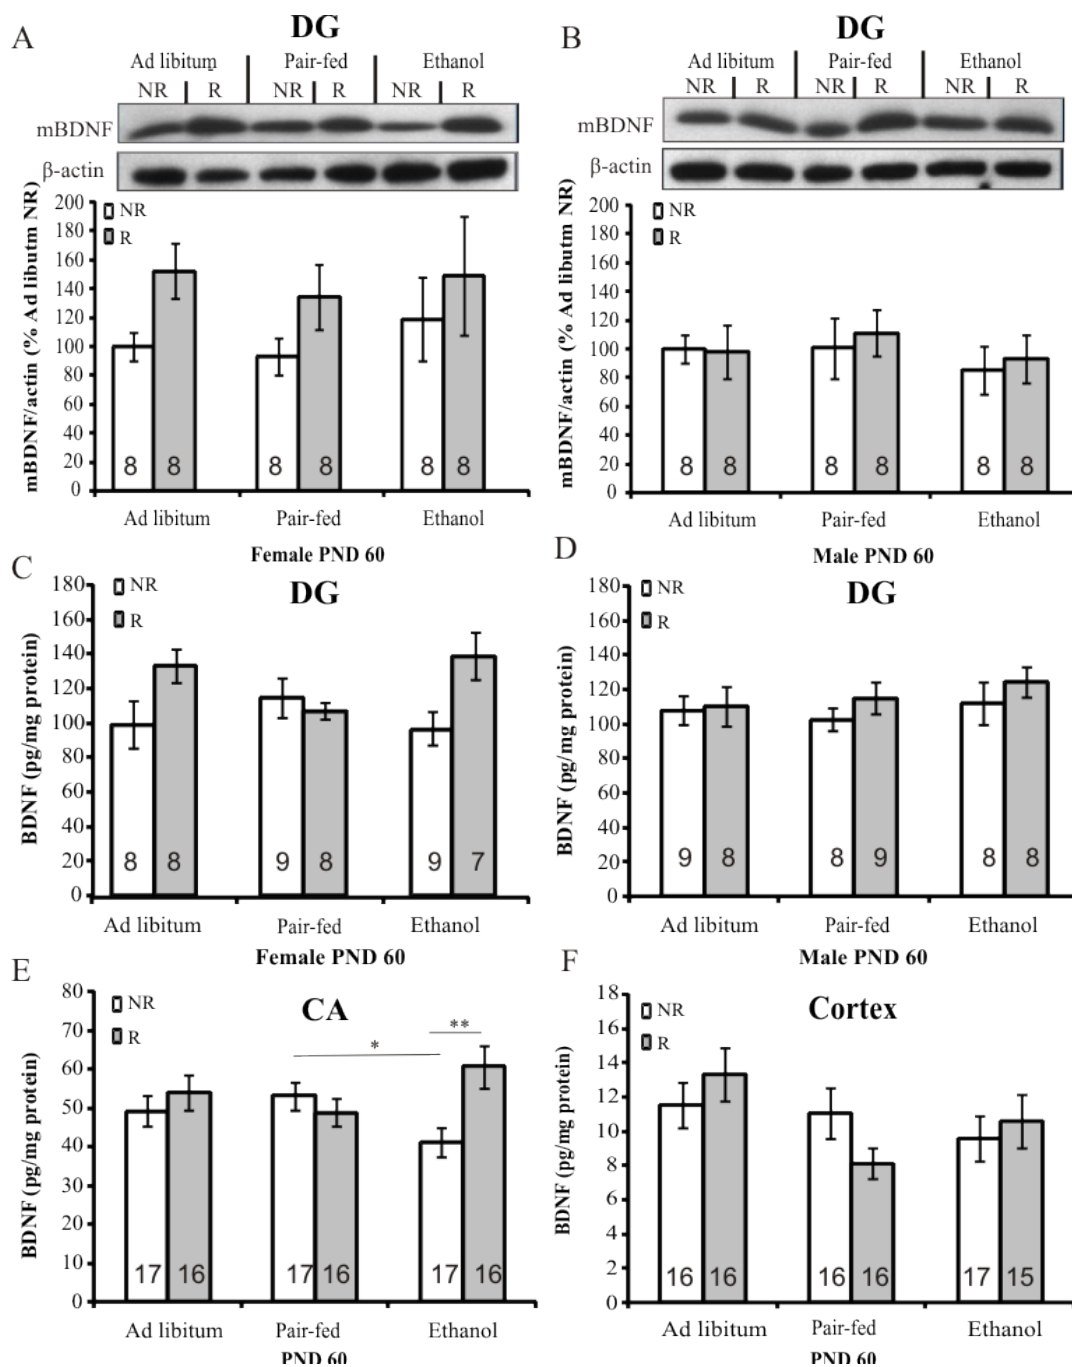 A
DG
Ad libitum Pair-fed Ethanol
NR R NR R NR R
mBDNF
β-actin
mBDNF/actin (% Ad libutm NR)
200
180
160
140
120
100
80
60
40
20
0
NR
R
8 8 8 8 8 8
Ad libitum Pair-fed Ethanol
Female PND 60
B
DG
Ad libitum Pair-fed Ethanol
NR R NR R NR R
mBDNF
β-actin
mBDNF/actin (% Ad libutm NR)
200
180
160
140
120
100
80
60
40
20
0
NR
R
8 8 8 8 8 8
Ad libitum Pair-fed Ethanol
Male PND 60
C
DG
BDNF (pg/mg protein)
180
160
140
120
100
80
60
40
20
0
NR
R
8 8 9 8 9 7
Ad libitum Pair-fed Ethanol
Female PND 60
D
DG
BDNF (pg/mg protein)
180
160
140
120
100
80
60
40
20
0
NR
R
9 8 8 9 8 8
Ad libitum Pair-fed Ethanol
Male PND 60
E
CA
BDNF (pg/mg protein)
80
70
60
50
40
30
20
10
0
NR
R
*
**
17 16 17 16 17 16
Ad libitum Pair-fed Ethanol
PND 60
F
Cortex
BDNF (pg/mg protein)
18
16
14
12
10
8
6
4
2
0
NR
R
16 16 16 16 17 15
Ad libitum Pair-fed Ethanol
PND 60